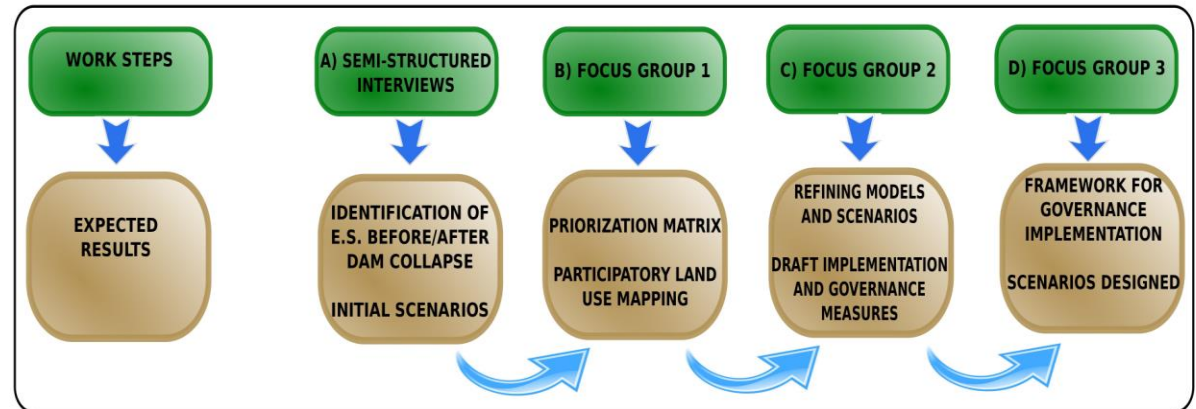 WORK STEPS
EXPECTED
RESULTS
A) SEMI-STRUCTURED
INTERVIEWS
IDENTIFICATION OF
E.S. BEFORE/AFTER
DAM COLLAPSE
INITIAL SCENARIOS
B) FOCUS GROUP 1
PRIORIZATION MATRIX
PARTICIPATORY LAND
USE MAPPING
C) FOCUS GROUP 2
REFINING MODELS
AND SCENARIOS
DRAFT IMPLEMENTATION
AND GOVERNANCE
MEASURES
D) FOCUS GROUP 3
FRAMEWORK FOR
GOVERNANCE
IMPLEMENTATION
SCENARIOS DESIGNED